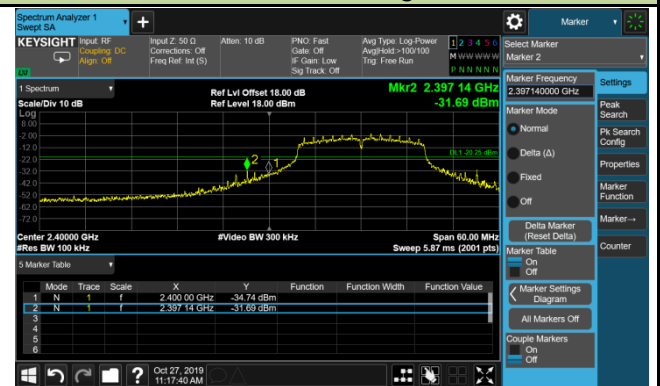 Spectrum Analyzer 1
Swept SA
Marker
KEYSIGHT
Input: RF
Coupling: DC
Align: Off
Input Z: 50 Ω
Corrections: Off
Freq Ref: Int (S)
Atten: 10 dB
PNO: Fast
Gate: Off
IF Gain: Low
Sig Track: Off
Avg Type: Log-Power
Avg|Hold:>100/100
Trig: Free Run
1 2 3 4 5 6
M W W W W W
P N N N N N
LXI
Select Marker
Marker 2
1 Spectrum
Ref Lvl Offset 18.00 dB
Mkr2 2.397 14 GHz
Scale/Div 10 dB
Ref Level 18.00 dBm
-31.69 dBm
Log
8.00
-2.00
-12.0
-22.0
-32.0
-42.0
-52.0
-62.0
-72.0
DL1 -20.25 dBm
2
1
Center 2.40000 GHz
#Video BW 300 kHz
Span 60.00 MHz
#Res BW 100 kHz
Sweep 5.87 ms (2001 pts)
5 Marker Table
Mode Trace Scale X Y Function Function Width Function Value
1 N 1 f 2.400 00 GHz -34.74 dBm
2 N 1 f 2.397 14 GHz -31.69 dBm
3
4
5
6
Marker Frequency
2.397140000 GHz
Marker Mode
Normal
Delta (Δ)
Fixed
Off
Delta Marker
(Reset Delta)
Marker Table
On
Off
Marker Settings
Diagram
All Markers Off
Couple Markers
On
Off
Settings
Peak
Search
Pk Search
Config
Properties
Marker
Function
Marker→
Counter
?
Oct 27, 2019
11:17:40 AM